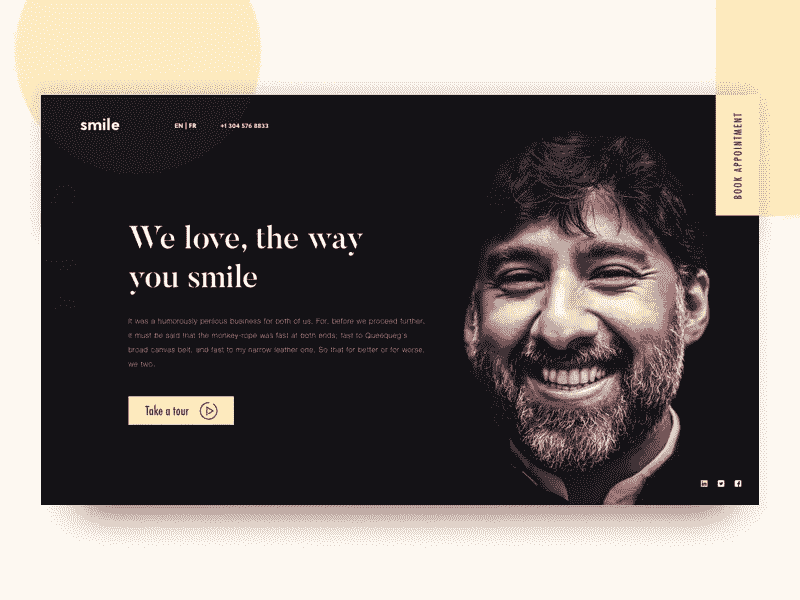 smile
EN | FR
+1 304 576 8833
BOOK APPOINTMENT
We love, the way
you smile
It was a humorously perilous business for both of us. For, before we proceed further,
it must be said that the monkey-rope was fast at both ends; fast to Queequeg's
broad canvas belt, and fast to my narrow leather one. So that for better or for worse,
we two.
Take a tour